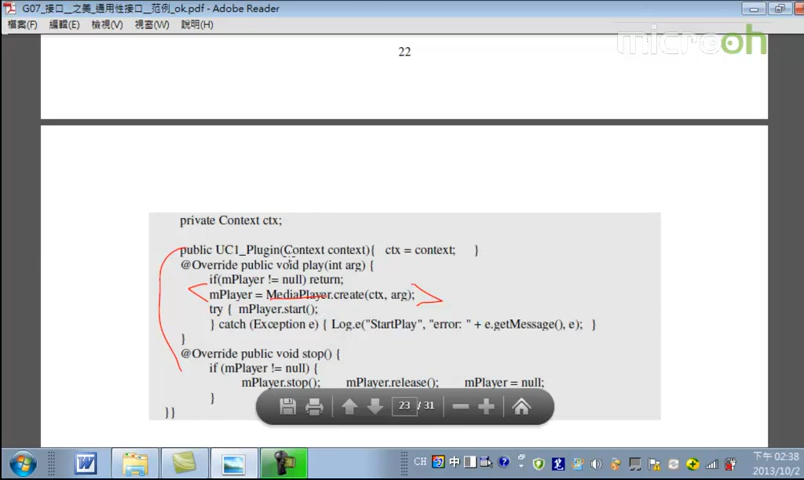 G07_接口__之美_通用性接口__范例_ok.pdf - Adobe Reader
檔案(F) 編輯(E) 檢視(V) 視窗(W) 說明(H)
microoh
22
private Context ctx;
public UC1_Plugin(Context context){ ctx = context; }
@Override public void play(int arg) {
if(mPlayer != null) return;
mPlayer = MediaPlayer.create(ctx, arg);
try { mPlayer.start();
} catch (Exception e) { Log.e("StartPlay", "error: " + e.getMessage(), e); }
}
@Override public void stop() {
if (mPlayer != null) {
mPlayer.stop(); mPlayer.release(); mPlayer = null;
}
}}
23 / 31
CH 中
下午 02:38
2013/10/2